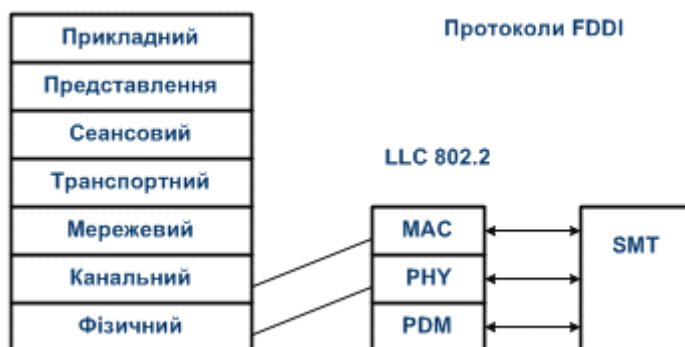 Прикладний
Представлення
Сеансовий
Транспортний
Мережевий
Канальний
Фізичний
Протоколи FDDI
LLC 802.2
MAC
PHY
PDM
SMT